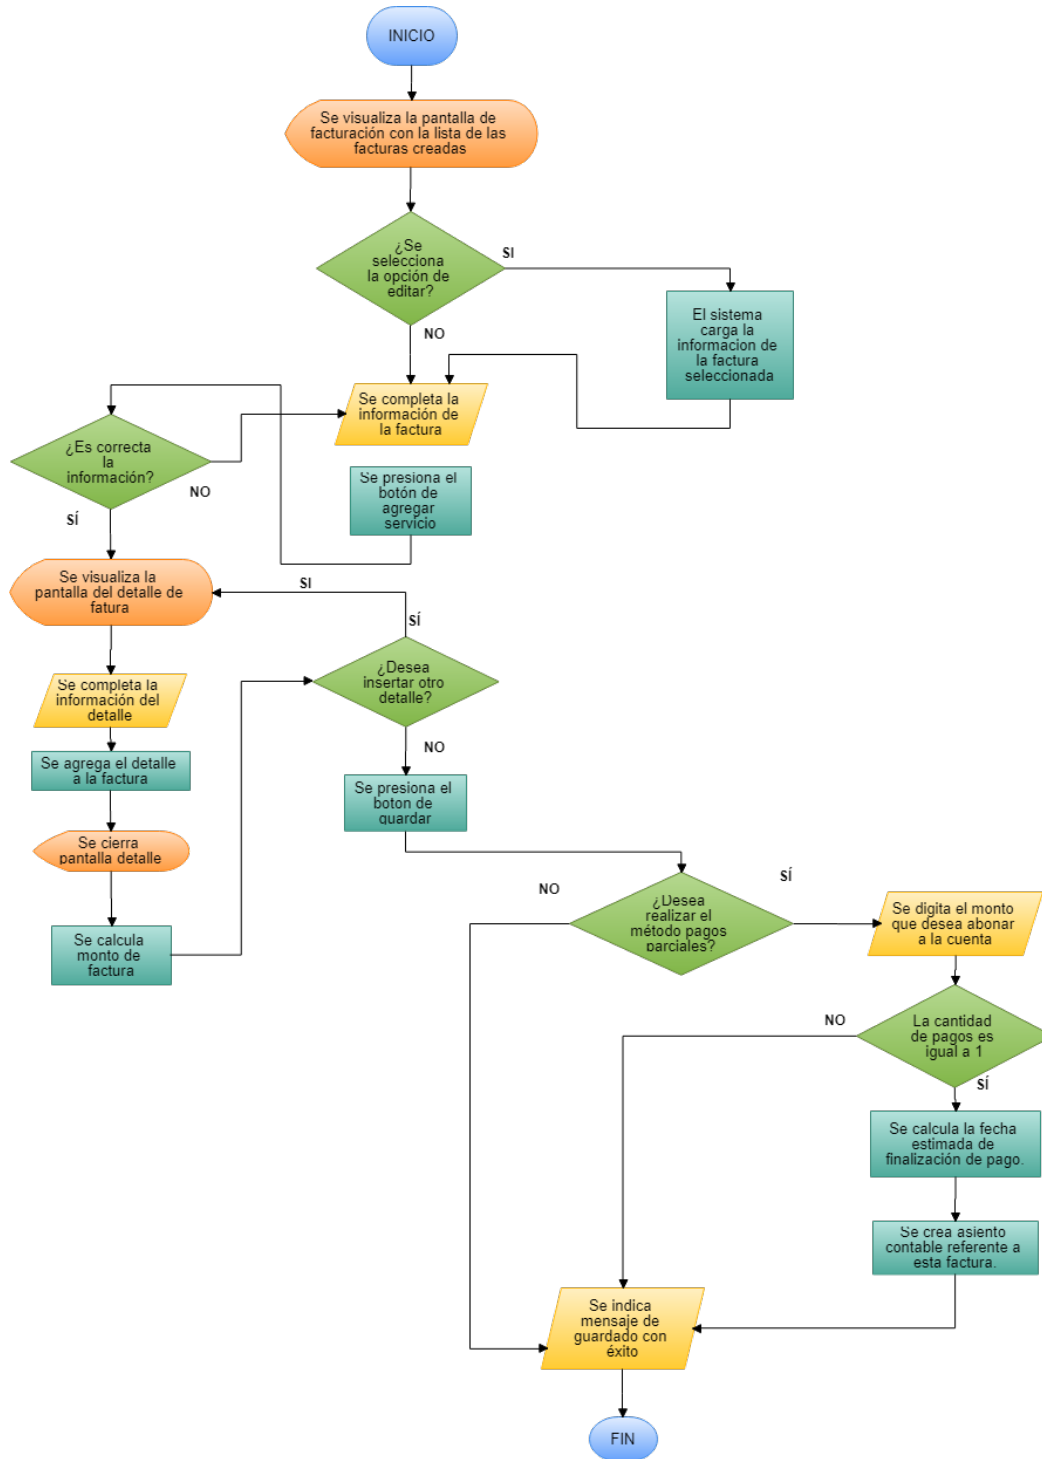 INICIO
Se visualiza la pantalla de
facturación con la lista de las
facturas creadas
¿Se
selecciona
la opción de
editar?
SI
NO
El sistema
carga la
informacion de
la factura
seleccionada
Se completa la
información de
la factura
¿Es correcta
la
información?
NO
SÍ
Se presiona el
botón de
agregar
servicio
Se visualiza la
pantalla del detalle de
fatura
SI
SÍ
¿Desea
insertar otro
detalle?
NO
Se completa la
información del
detalle
Se agrega el detalle
a la factura
Se cierra
pantalla detalle
Se calcula
monto de
factura
Se presiona el
boton de
guardar
NO
SÍ
¿Desea
realizar el
método pagos
parciales?
Se digita el monto
que desea abonar
a la cuenta
NO
La cantidad
de pagos es
igual a 1
SÍ
Se calcula la fecha
estimada de
finalización de pago.
Se crea asiento
contable referente a
esta factura.
Se indica
mensaje de
guardado con
éxito
FIN